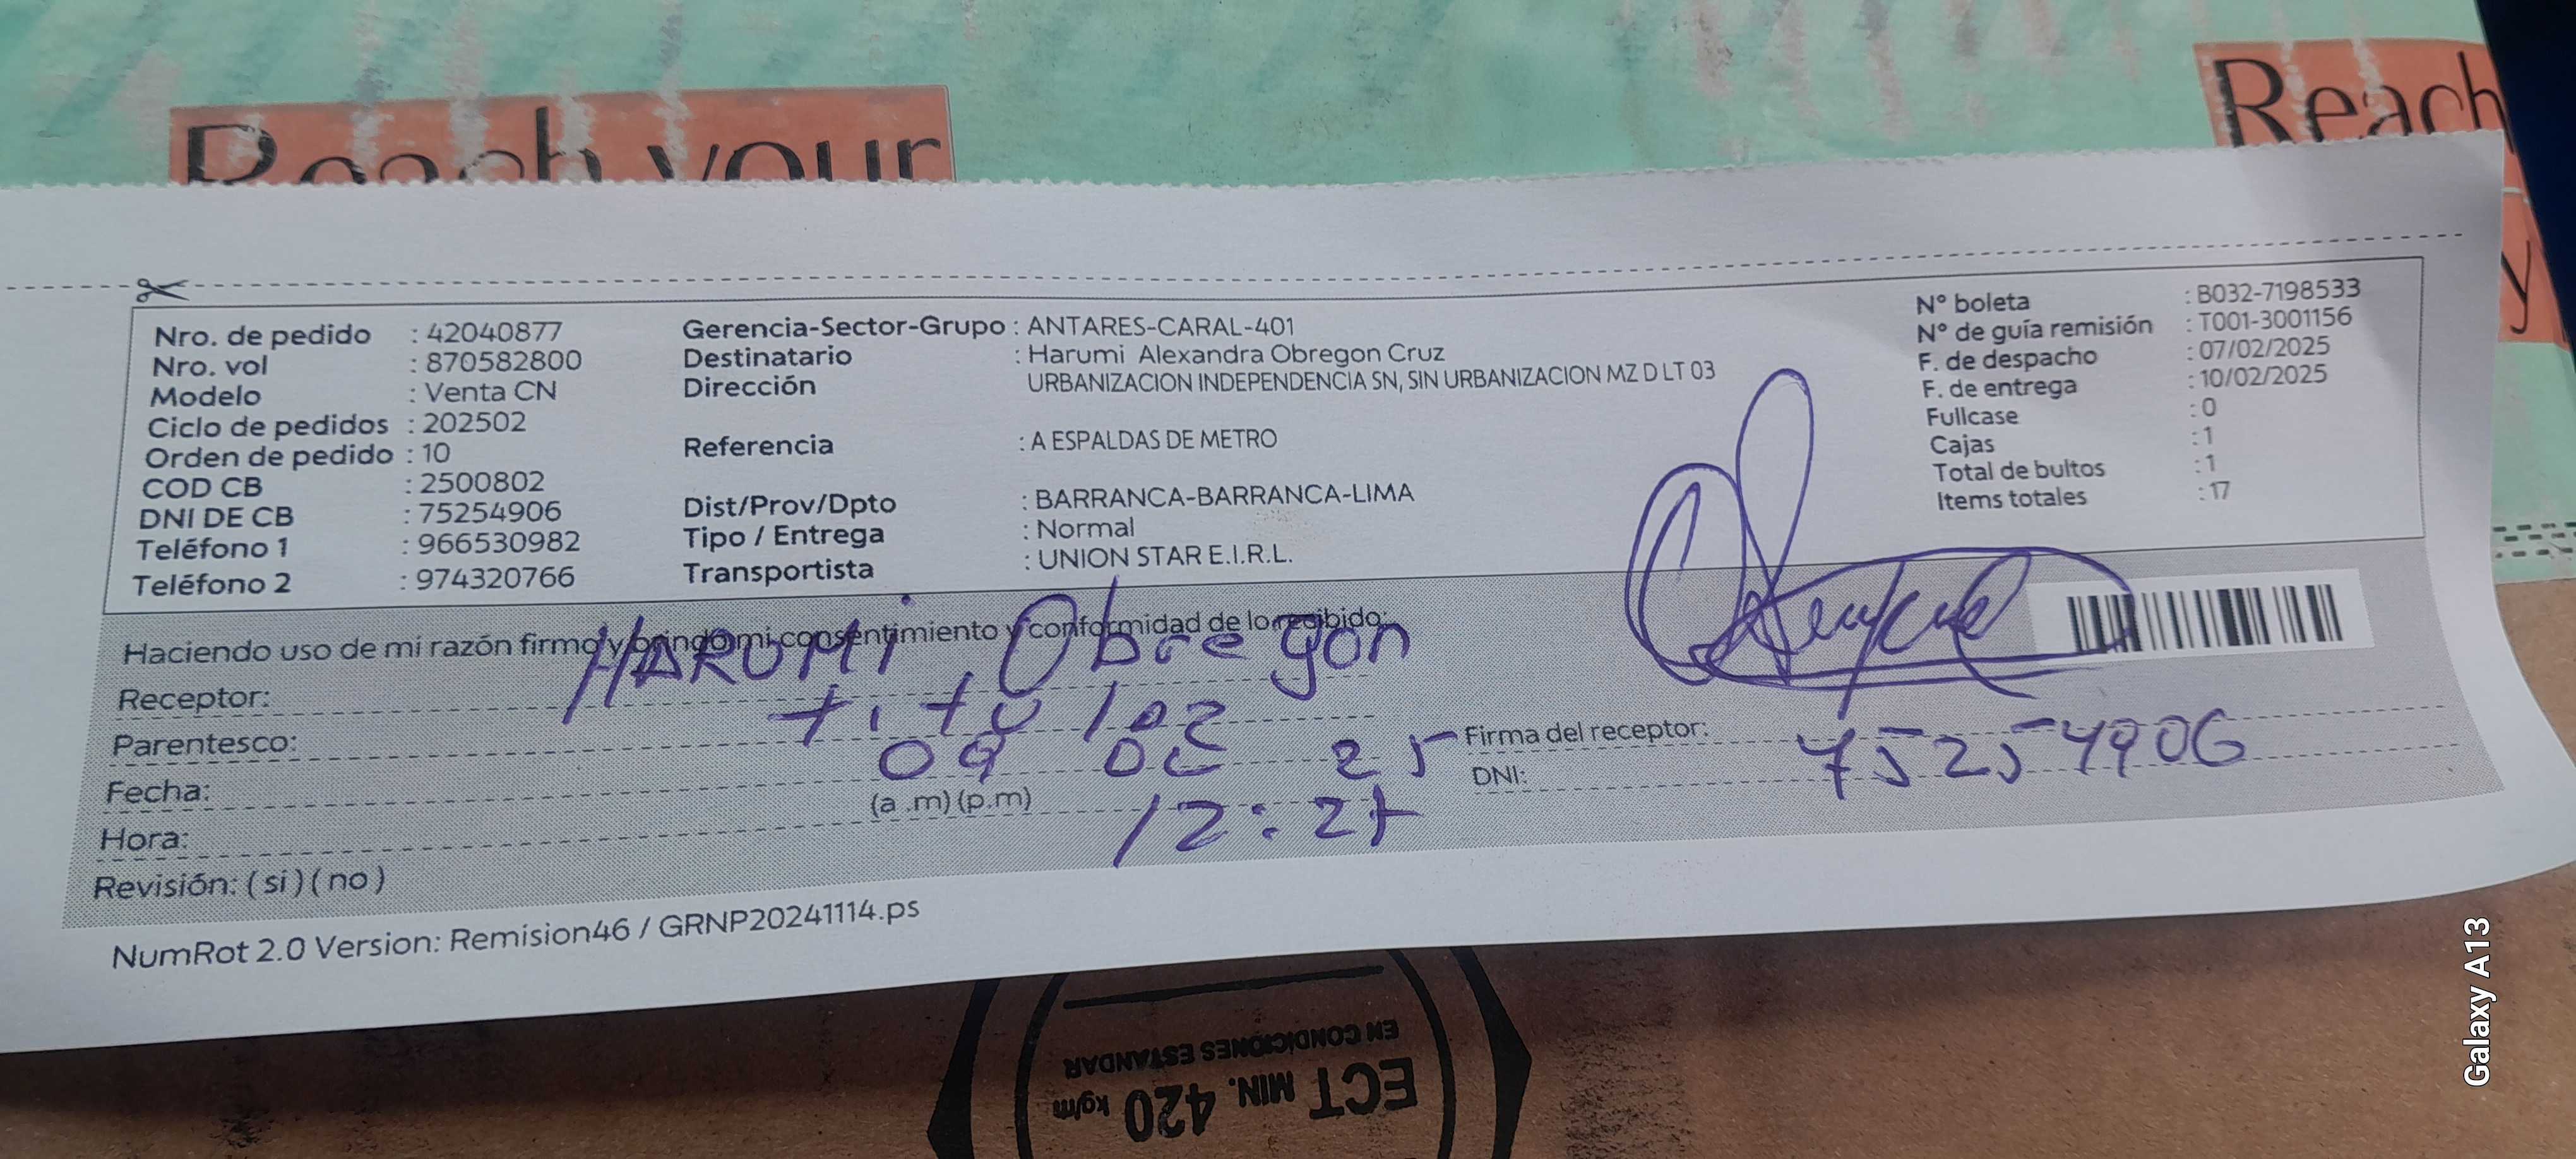 Reach your
Reach
y
Nro. de pedido : 42040877
Nro. vol : 870582800
Modelo : Venta CN
Ciclo de pedidos : 202502
Orden de pedido : 10
COD CB : 2500802
DNI DE CB : 75254906
Teléfono 1 : 966530982
Teléfono 2 : 974320766
Gerencia-Sector-Grupo : ANTARES-CARAL-401
Destinatario : Harumi Alexandra Obregon Cruz
Dirección URBANIZACION INDEPENDENCIA SN, SIN URBANIZACION MZ D LT 03
Referencia : A ESPALDAS DE METRO
Dist/Prov/Dpto : BARRANCA-BARRANCA-LIMA
Tipo / Entrega : Normal
Transportista : UNION STAR E.I.R.L.
N° boleta : B032-7198533
N° de guía remisión : T001-3001156
F. de despacho : 07/02/2025
F. de entrega : 10/02/2025
Fullcase : 0
Cajas : 1
Total de bultos : 1
Items totales : 17
Haciendo uso de mi razón firmo y brindo mi consentimiento y conformidad de lo recibido:
Receptor: HARUMi Obregon
Parentesco: titular
Fecha: 09 02 25
Hora: (a .m) (p.m) 12:27
Revisión: ( si ) ( no )
Firma del receptor:
DNI: 75254906
NumRot 2.0 Version: Remision46 / GRNP20241114.ps
EN CONDICIONES ESTANDAR
ECT MIN. 420 kg/m
Galaxy A13